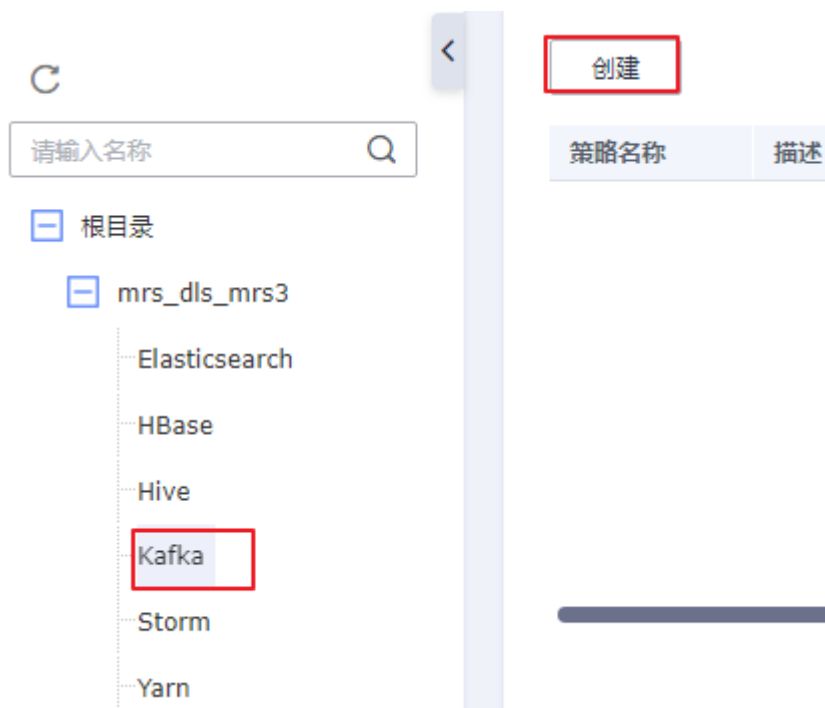 请输入名称
根目录
mrs_dls_mrs3
Elasticsearch
HBase
Hive
Kafka
Storm
Yarn
创建
策略名称 描述